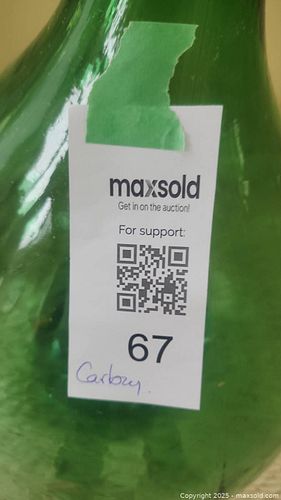 maxsold
Get in on the auction!
For support:
67
Carboy.
Copyright 2025 - maxsold.com